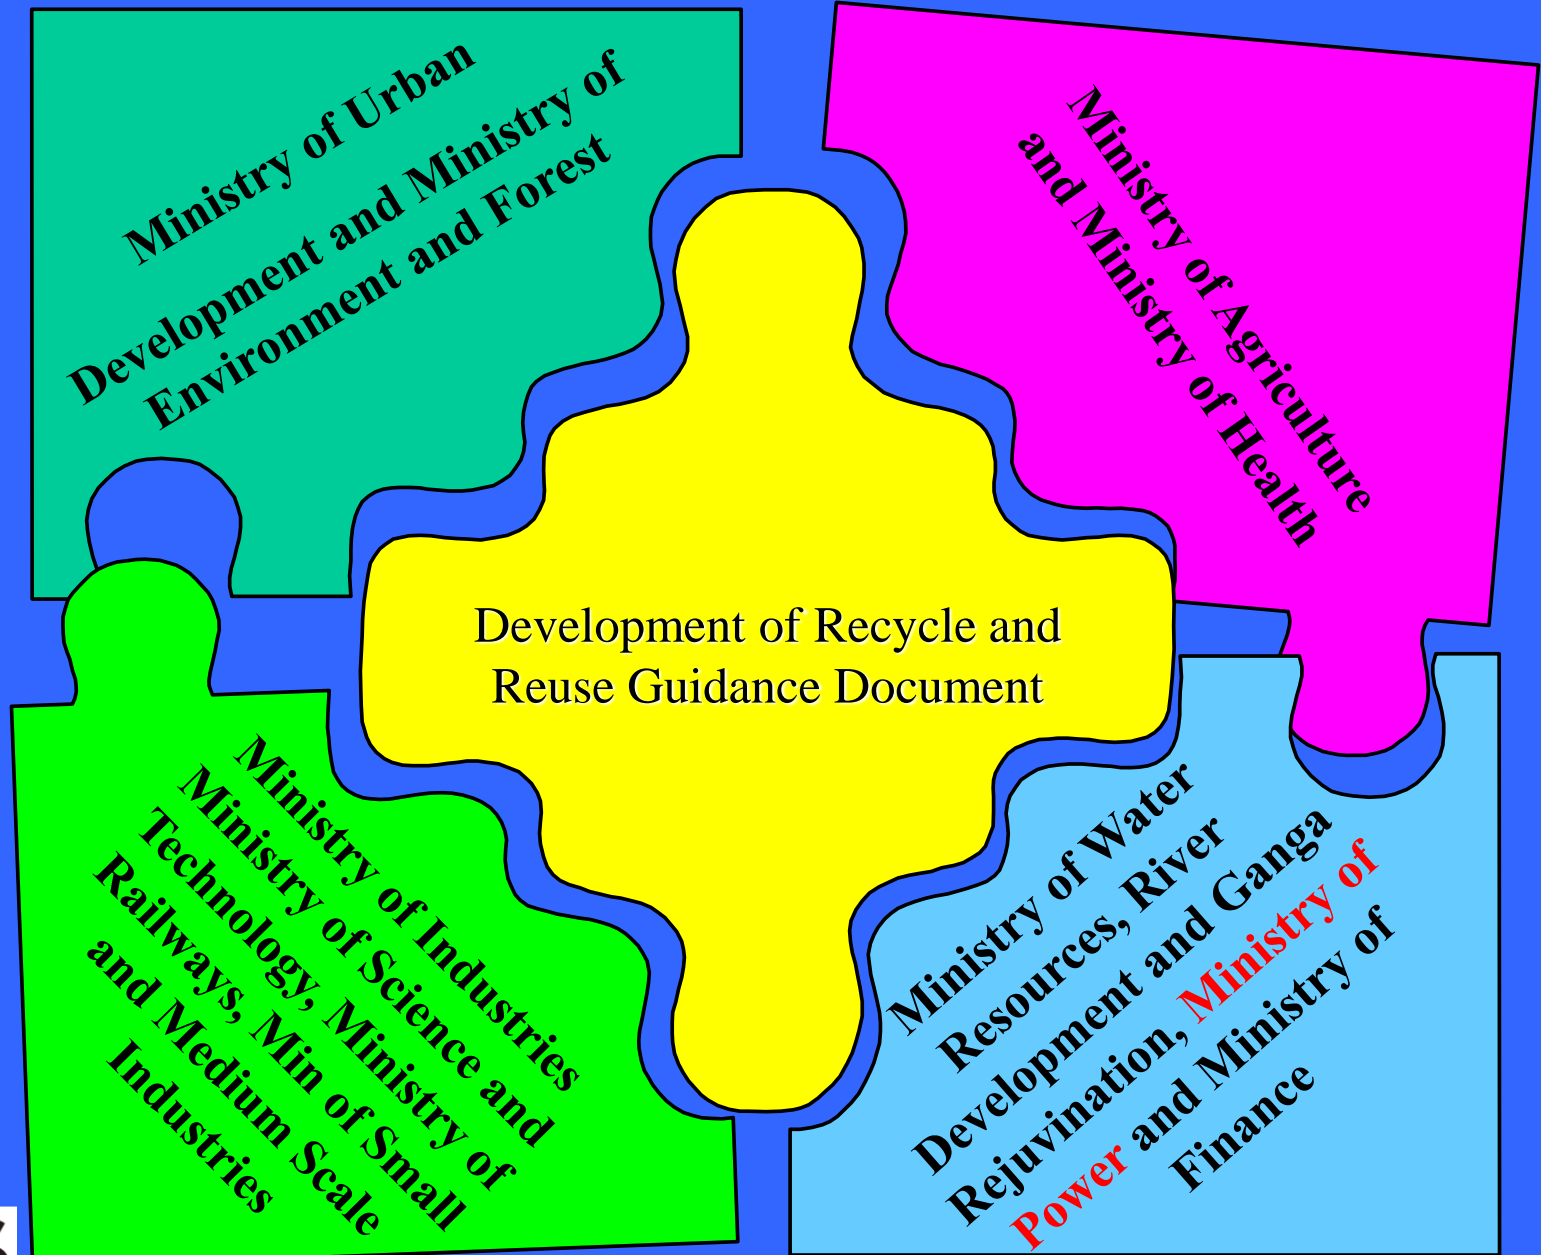 Ministry of Urban
Development and Ministry of
Environment and Forest
Ministry of Agriculture
and Ministry of Health
Development of Recycle and
Reuse Guidance Document
Ministry of Industries
Ministry of Science and
Technology, Ministry of
Railways, Min of Small
and Medium Scale
Industries
Ministry of Water
Resources, River
Development and Ganga
Rejuvination, Ministry of
Power and Ministry of
Finance